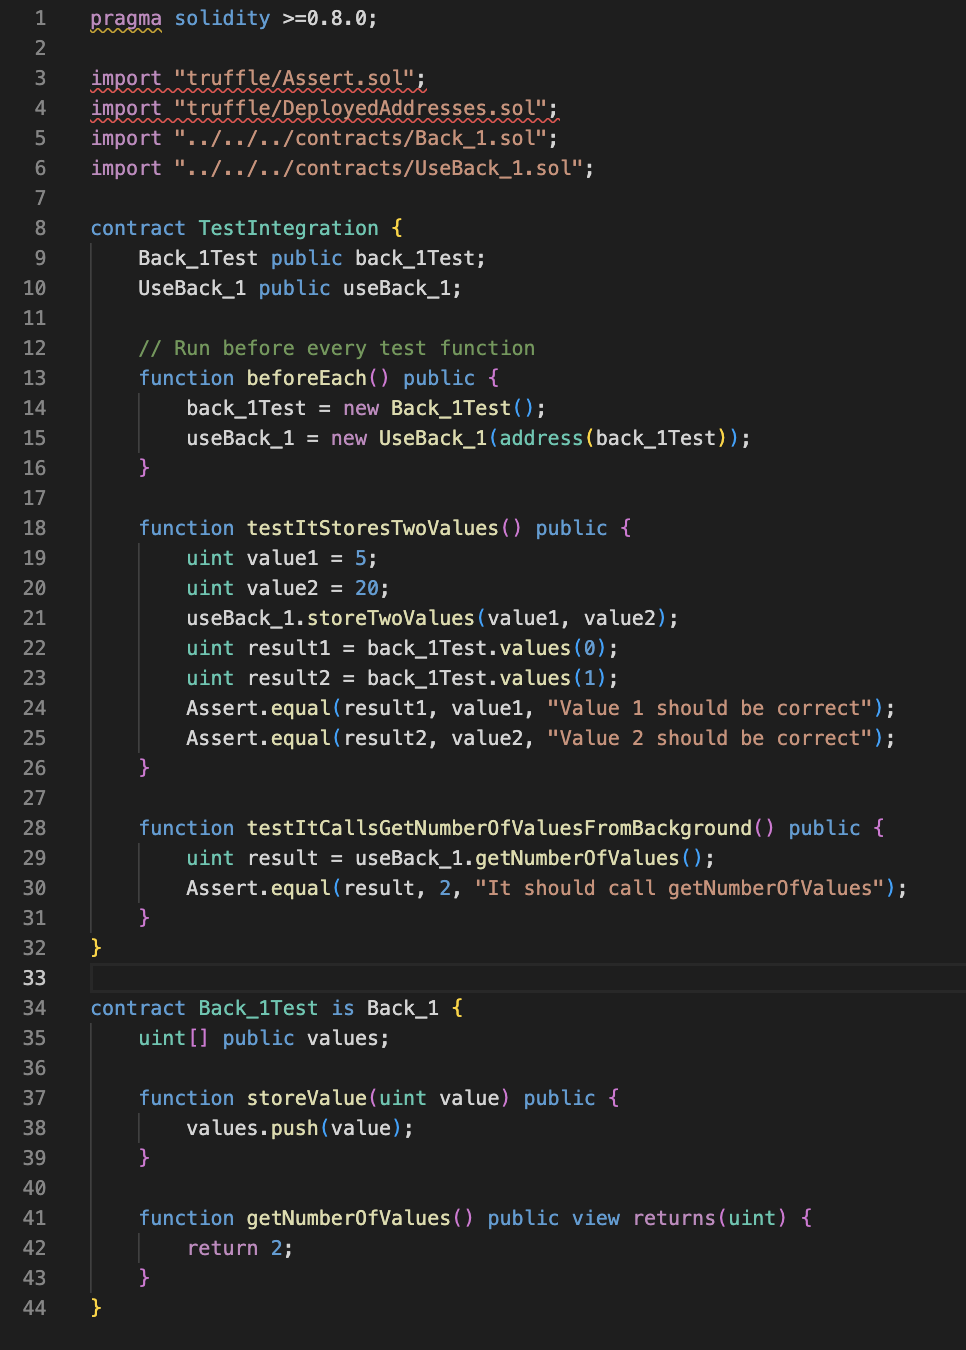 1 pragma solidity >=0.8.0;
2
3 import "truffle/Assert.sol";
4 import "truffle/DeployedAddresses.sol";
5 import "../../../contracts/Back_1.sol";
6 import "../../../contracts/UseBack_1.sol";
7
8 contract TestIntegration {
9     Back_1Test public back_1Test;
10     UseBack_1 public useBack_1;
11
12     // Run before every test function
13     function beforeEach() public {
14         back_1Test = new Back_1Test();
15         useBack_1 = new UseBack_1(address(back_1Test));
16     }
17
18     function testItStoresTwoValues() public {
19         uint value1 = 5;
20         uint value2 = 20;
21         useBack_1.storeTwoValues(value1, value2);
22         uint result1 = back_1Test.values(0);
23         uint result2 = back_1Test.values(1);
24         Assert.equal(result1, value1, "Value 1 should be correct");
25         Assert.equal(result2, value2, "Value 2 should be correct");
26     }
27
28     function testItCallsGetNumberOfValuesFromBackground() public {
29         uint result = useBack_1.getNumberOfValues();
30         Assert.equal(result, 2, "It should call getNumberOfValues");
31     }
32 }
33
34 contract Back_1Test is Back_1 {
35     uint[] public values;
36
37     function storeValue(uint value) public {
38         values.push(value);
39     }
40
41     function getNumberOfValues() public view returns(uint) {
42         return 2;
43     }
44 }